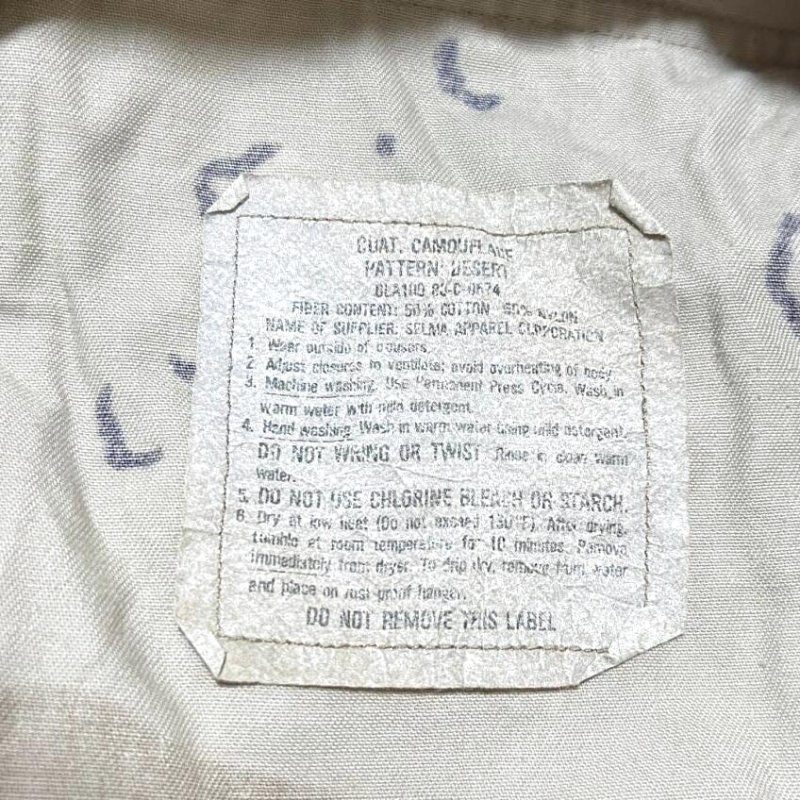 COAT, CAMOUFLAGE
PATTERN: DESERT
DLA100-83-C-0674
FIBER CONTENT: 50% COTTON 50% NYLON
NAME OF SUPPLIER: SELMA APPAREL CORPORATION
1. Wear outside of trousers.
2. Adjust closures to ventilate; avoid overheating of body.
3. Machine washing: Use Permanent Press Cycle. Wash in
warm water with mild detergent.
4. Hand washing: Wash in warm water using mild detergent.
DO NOT WRING OR TWIST. Rinse in clean warm
water.
5. DO NOT USE CHLORINE BLEACH OR STARCH.
6. Dry at low heat (Do not exceed 130°F). After drying,
tumble at room temperature for 10 minutes. Remove
immediately from dryer. To drip dry, remove from water
and place on rust-proof hanger.
DO NOT REMOVE THIS LABEL